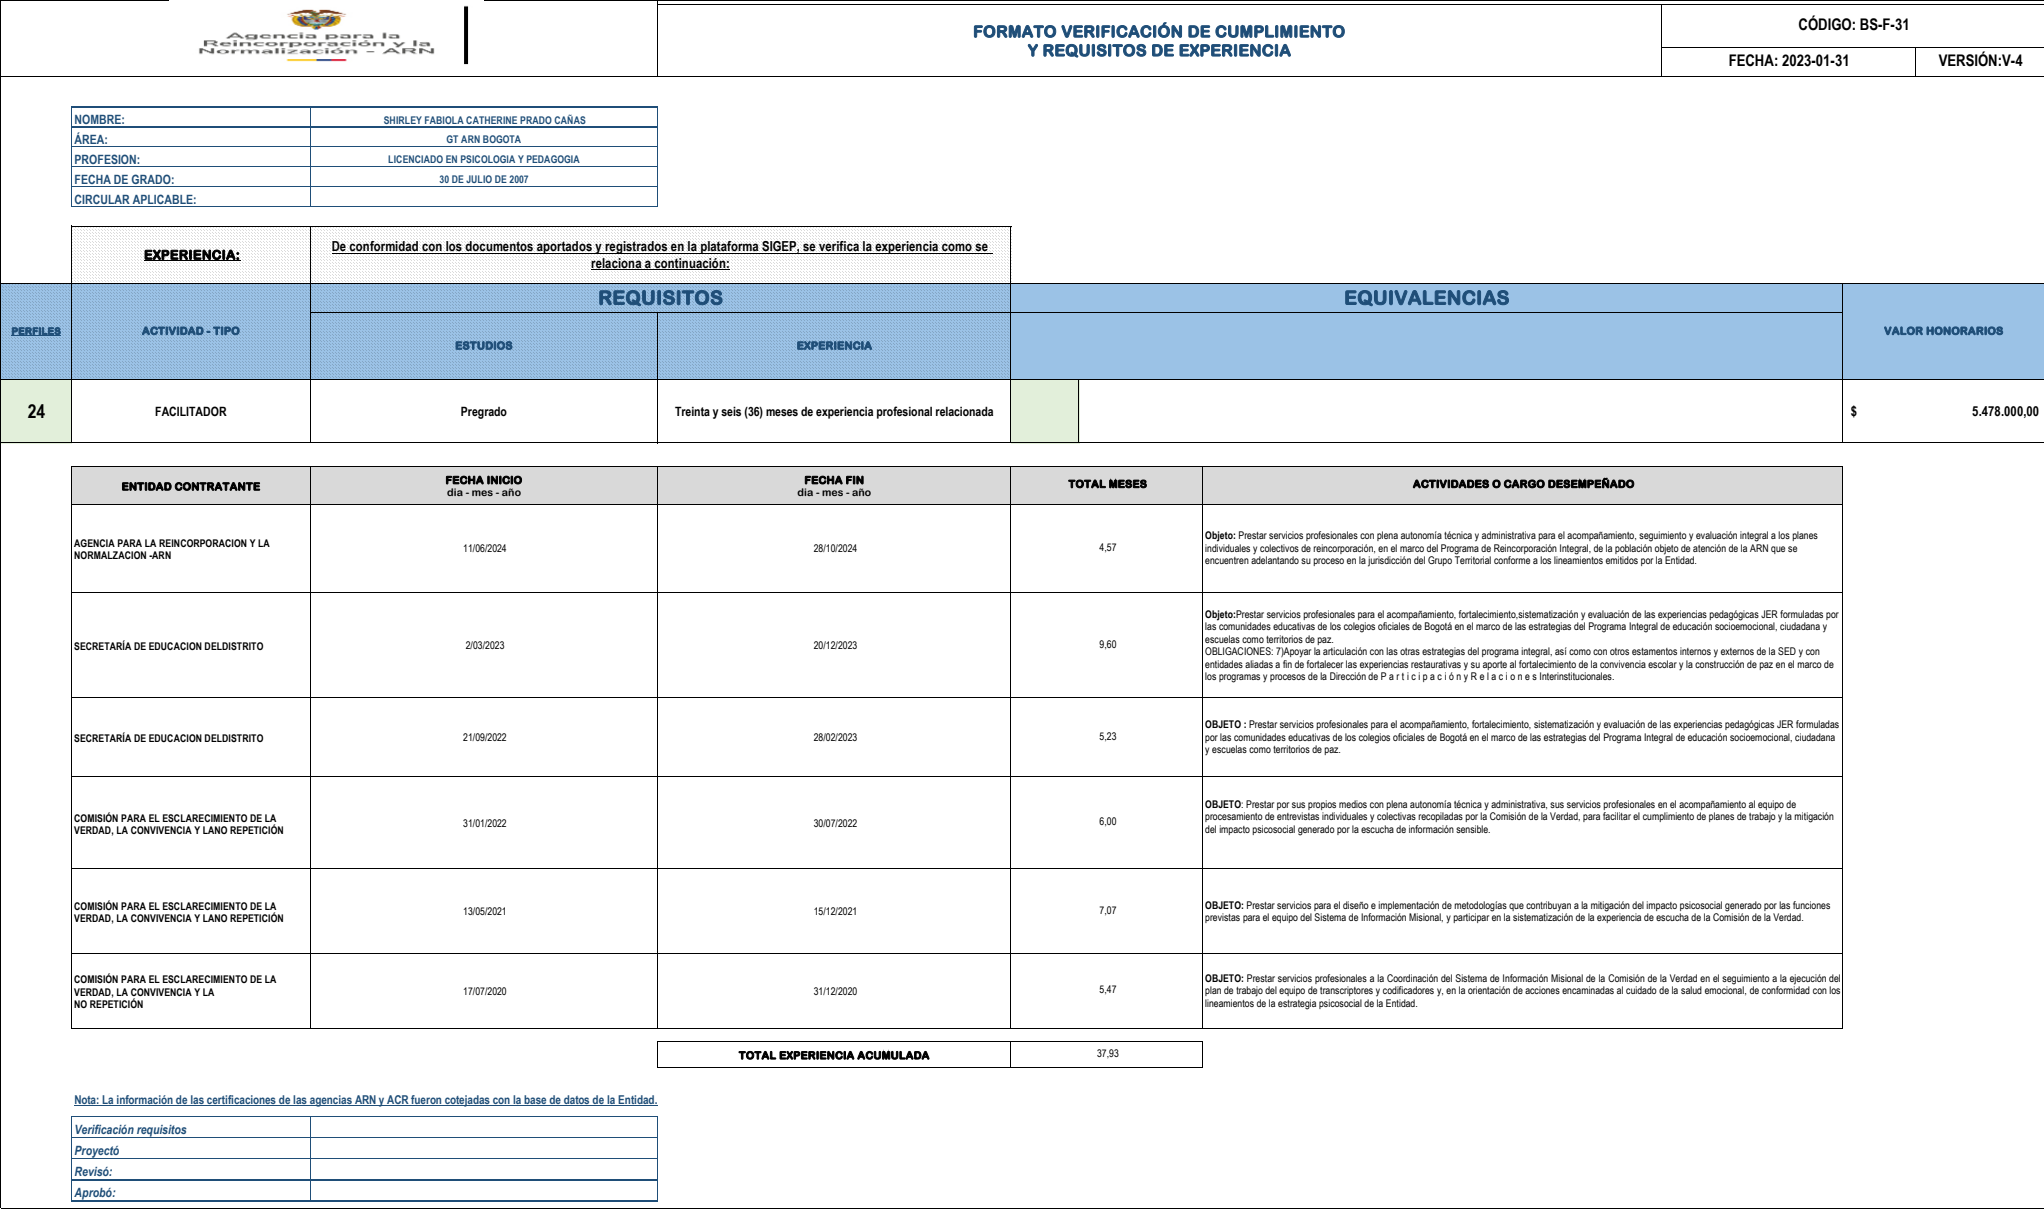 Agencia para la
Reincorporación y la
Normalización - ARN
FORMATO VERIFICACIÓN DE CUMPLIMIENTO
Y REQUISITOS DE EXPERIENCIA
CÓDIGO: BS-F-31
FECHA: 2023-01-31
VERSIÓN:V-4
NOMBRE:
SHIRLEY FABIOLA CATHERINE PRADO CAÑAS
ÁREA:
GT ARN BOGOTA
PROFESION:
LICENCIADO EN PSICOLOGIA Y PEDAGOGIA
FECHA DE GRADO:
30 DE JULIO DE 2007
CIRCULAR APLICABLE:
EXPERIENCIA:
De conformidad con los documentos aportados y registrados en la plataforma SIGEP, se verifica la experiencia como se
relaciona a continuación:
PERFILES
ACTIVIDAD - TIPO
REQUISITOS
EQUIVALENCIAS
VALOR HONORARIOS
ESTUDIOS
EXPERIENCIA
24
FACILITADOR
Pregrado
Treinta y seis (36) meses de experiencia profesional relacionada
$ 5.478.000,00
ENTIDAD CONTRATANTE
FECHA INICIO
dia - mes - año
FECHA FIN
dia - mes - año
TOTAL MESES
ACTIVIDADES O CARGO DESEMPEÑADO
AGENCIA PARA LA REINCORPORACION Y LA
NORMALZACION -ARN
11/06/2024
28/10/2024
4,57
Objeto: Prestar servicios profesionales con plena autonomía técnica y administrativa para el acompañamiento, seguimiento y evaluación integral a los planes
individuales y colectivos de reincorporación, en el marco del Programa de Reincorporación Integral, de la población objeto de atención de la ARN que se
encuentren adelantando su proceso en la jurisdicción del Grupo Territorial conforme a los lineamientos emitidos por la Entidad.
SECRETARÍA DE EDUCACION DELDISTRITO
2/03/2023
20/12/2023
9,60
Objeto:Prestar servicios profesionales para el acompañamiento, fortalecimiento,sistematización y evaluación de las experiencias pedagógicas JER formuladas por
las comunidades educativas de los colegios oficiales de Bogotá en el marco de las estrategias del Programa Integral de educación socioemocional, ciudadana y
escuelas como territorios de paz.
OBLIGACIONES: 7)Apoyar la articulación con las otras estrategias del programa integral, así como con otros estamentos internos y externos de la SED y con
entidades aliadas a fin de fortalecer las experiencias restaurativas y su aporte al fortalecimiento de la convivencia escolar y la construcción de paz en el marco de
los programas y procesos de la Dirección de P a r t i c i p a c i ó n y R e l a c i o n e s Interinstitucionales.
SECRETARÍA DE EDUCACION DELDISTRITO
21/09/2022
28/02/2023
5,23
OBJETO : Prestar servicios profesionales para el acompañamiento, fortalecimiento, sistematización y evaluación de las experiencias pedagógicas JER formuladas
por las comunidades educativas de los colegios oficiales de Bogotá en el marco de las estrategias del Programa Integral de educación socioemocional, ciudadana
y escuelas como territorios de paz.
COMISIÓN PARA EL ESCLARECIMIENTO DE LA
VERDAD, LA CONVIVENCIA Y LANO REPETICIÓN
31/01/2022
30/07/2022
6,00
OBJETO: Prestar por sus propios medios con plena autonomía técnica y administrativa, sus servicios profesionales en el acompañamiento al equipo de
procesamiento de entrevistas individuales y colectivas recopiladas por la Comisión de la Verdad, para facilitar el cumplimiento de planes de trabajo y la mitigación
del impacto psicosocial generado por la escucha de información sensible.
COMISIÓN PARA EL ESCLARECIMIENTO DE LA
VERDAD, LA CONVIVENCIA Y LANO REPETICIÓN
13/05/2021
15/12/2021
7,07
OBJETO: Prestar servicios para el diseño e implementación de metodologías que contribuyan a la mitigación del impacto psicosocial generado por las funciones
previstas para el equipo del Sistema de Información Misional, y participar en la sistematización de la experiencia de escucha de la Comisión de la Verdad.
COMISIÓN PARA EL ESCLARECIMIENTO DE LA
VERDAD, LA CONVIVENCIA Y LA
NO REPETICIÓN
17/07/2020
31/12/2020
5,47
OBJETO: Prestar servicios profesionales a la Coordinación del Sistema de Información Misional de la Comisión de la Verdad en el seguimiento a la ejecución del
plan de trabajo del equipo de transcriptores y codificadores y, en la orientación de acciones encaminadas al cuidado de la salud emocional, de conformidad con los
lineamientos de la estrategia psicosocial de la Entidad.
TOTAL EXPERIENCIA ACUMULADA
37,93
Nota: La información de las certificaciones de las agencias ARN y ACR fueron cotejadas con la base de datos de la Entidad.
Verificación requisitos
Proyectó
Revisó:
Aprobó: